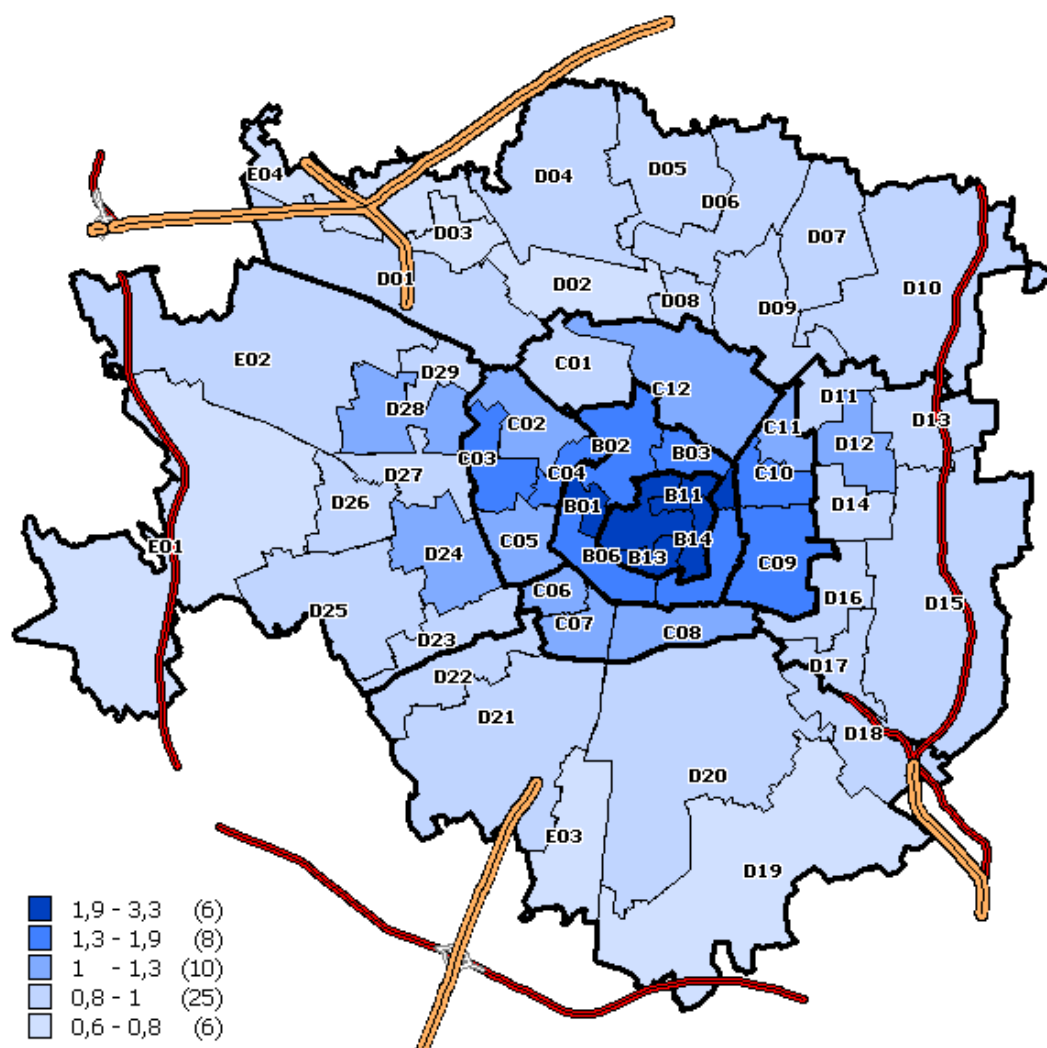 E04
D04
D05
D06
D03
D07
D01
D02
D08
D10
D09
E02
D29
C01
C12
D11
D28
C02
C11
D13
B02
B03
D12
C03
C04
C10
D27
D26
B01
B11
D14
E01
D24
C05
B06
B13
B14
C09
C06
D16
D15
D25
D23
C07
C08
D22
D17
D21
D18
D20
E03
D19
1,9 - 3,3 (6)
1,3 - 1,9 (8)
1 - 1,3 (10)
0,8 - 1 (25)
0,6 - 0,8 (6)